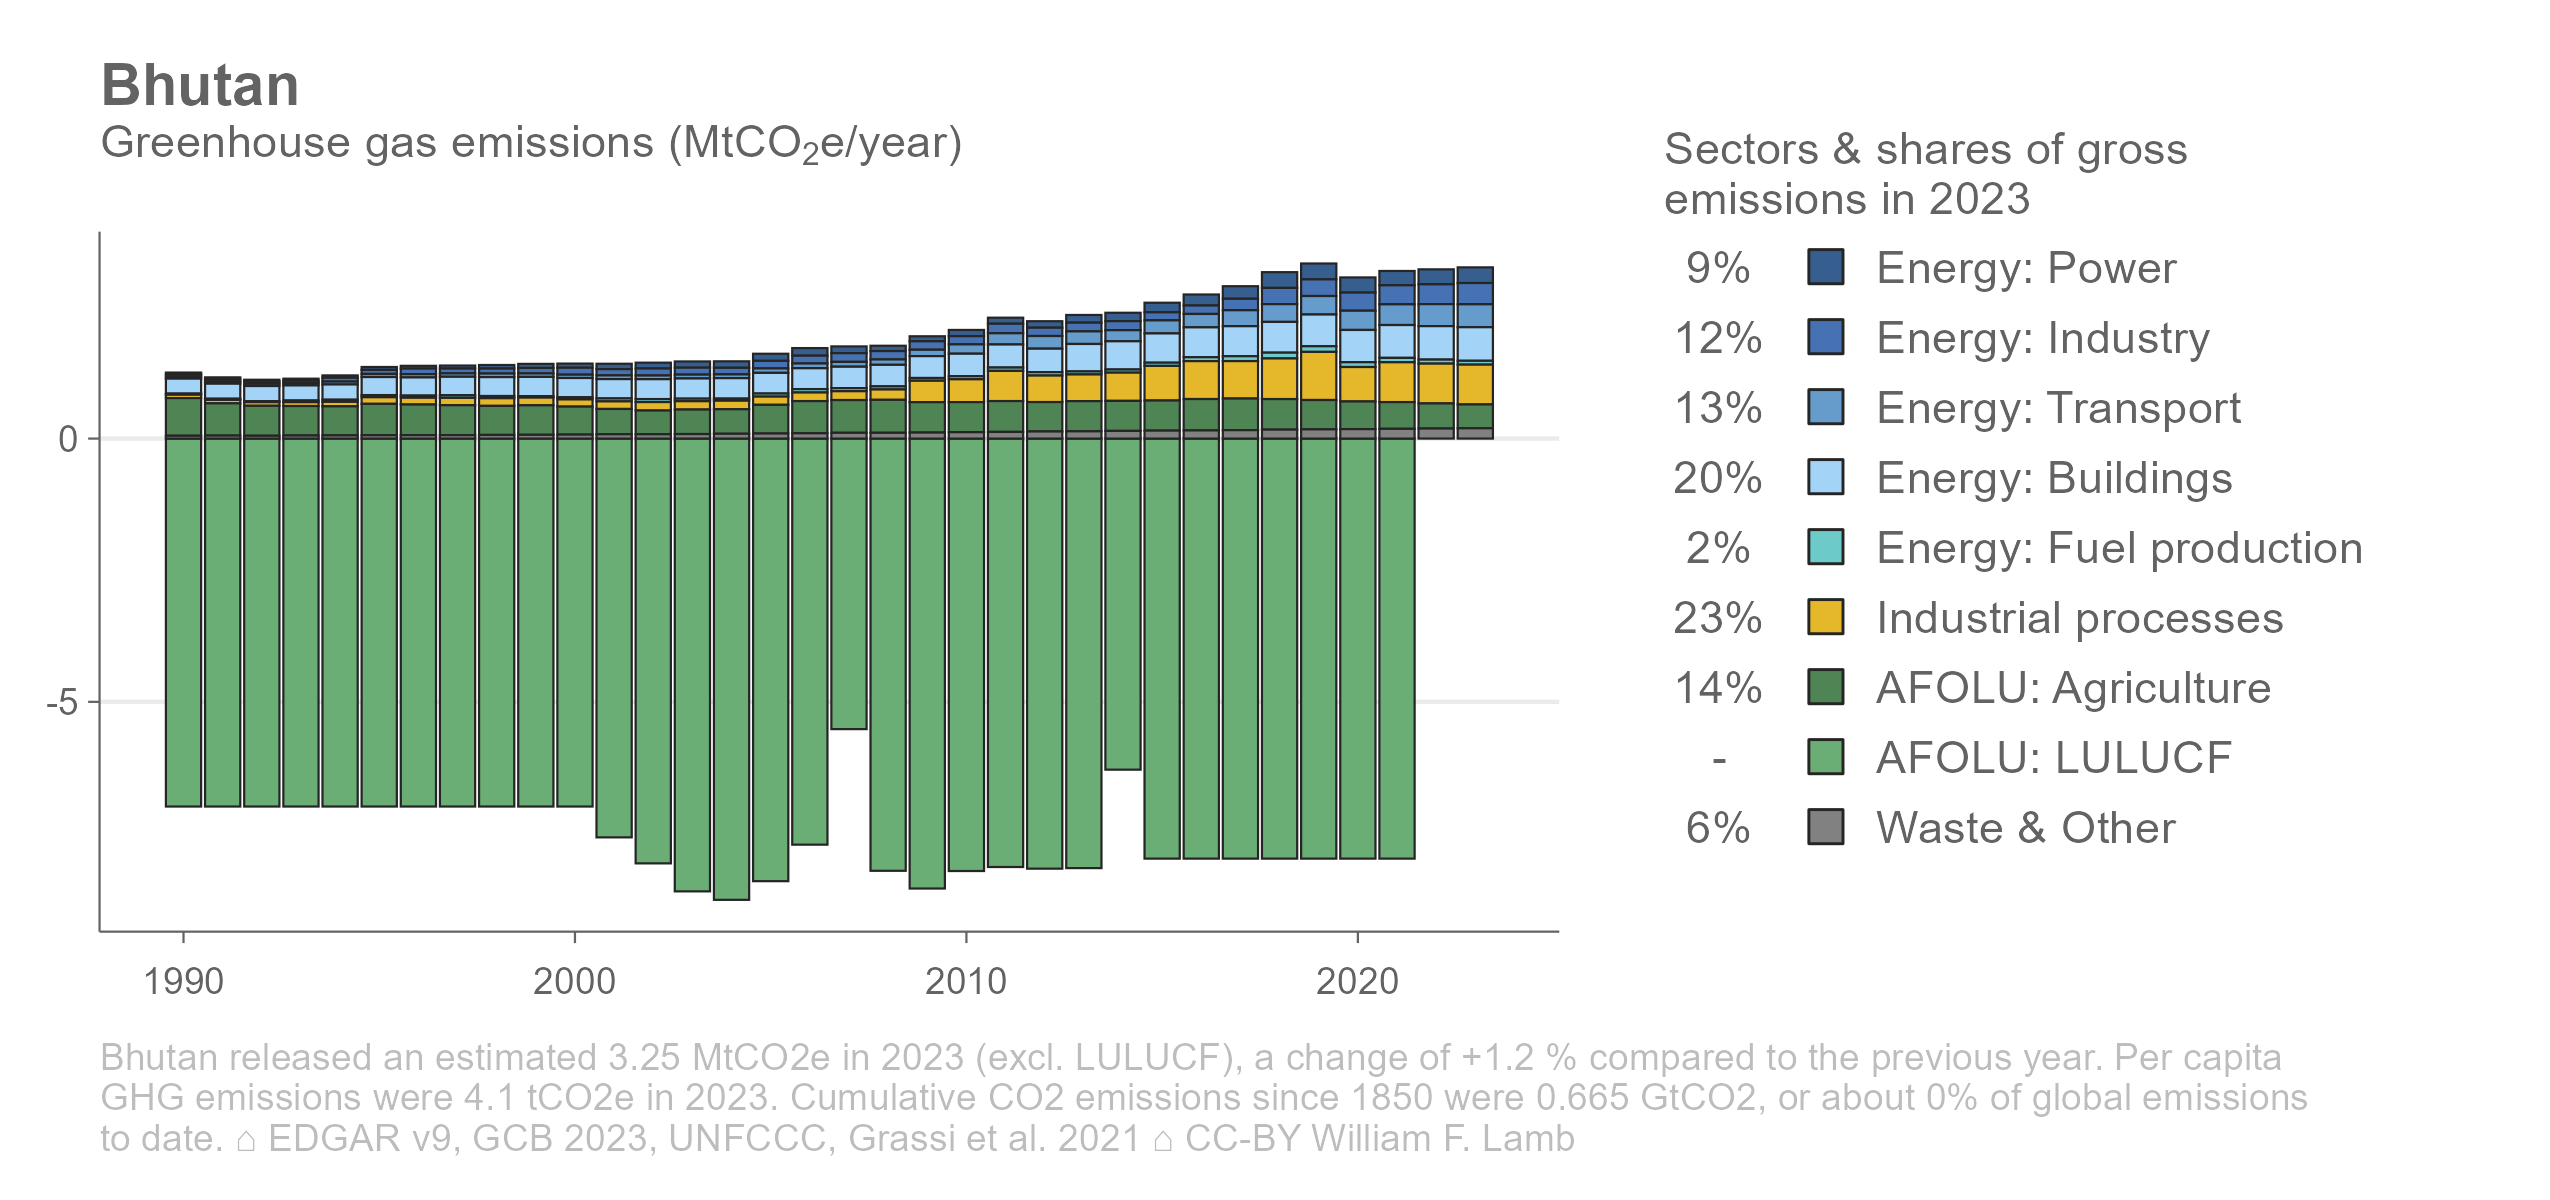 Bhutan
Greenhouse gas emissions (MtCO₂e/year)
Sectors & shares of gross
emissions in 2023
9% Energy: Power
12% Energy: Industry
13% Energy: Transport
20% Energy: Buildings
2% Energy: Fuel production
23% Industrial processes
14% AFOLU: Agriculture
- AFOLU: LULUCF
6% Waste & Other
0
-5
1990 2000 2010 2020
Bhutan released an estimated 3.25 MtCO2e in 2023 (excl. LULUCF), a change of +1.2 % compared to the previous year. Per capita
GHG emissions were 4.1 tCO2e in 2023. Cumulative CO2 emissions since 1850 were 0.665 GtCO2, or about 0% of global emissions
to date. ⌂ EDGAR v9, GCB 2023, UNFCCC, Grassi et al. 2021 ⌂ CC-BY William F. Lamb